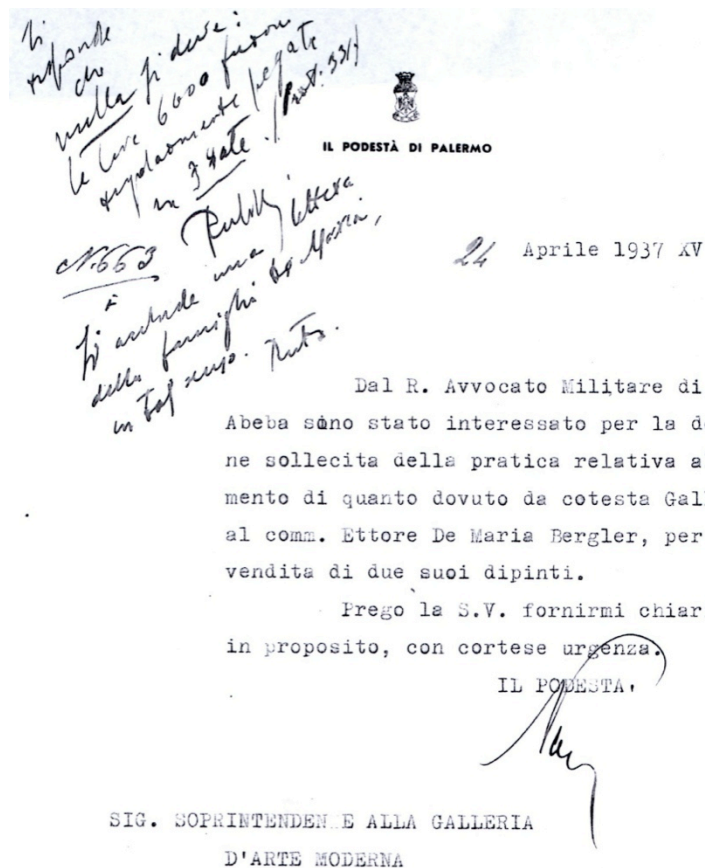 Si
risponde
che
nulla si deve:
le lire 6000 furono
regolarmente pagate
in 3 rate. (Prot. 33
N. 663
Si acclude una lettera
della famiglia De Maria,
in tal senso.
IL PODESTÀ DI PALERMO
24 Aprile 1937 XV
Dal R. Avvocato Militare di
Abeba sono stato interessato per la d
ne sollecita della pratica relativa a
mento di quanto dovuto da cotesta Gal
al comm. Ettore De Maria Bergler, per
vendita di due suoi dipinti.
Prego la S.V. fornirmi chiar
in proposito, con cortese urgenza.
IL PODESTA'
SIG. SOPRINTENDEN E ALLA GALLERIA
D'ARTE MODERNA